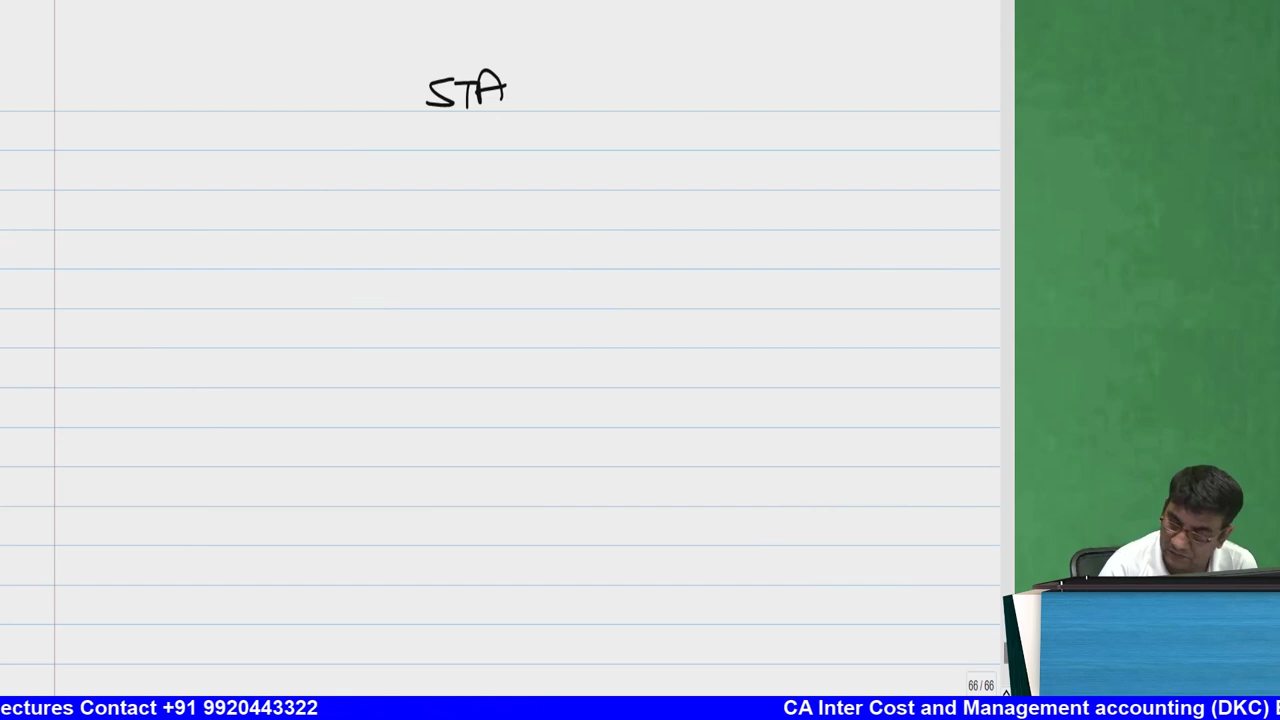 STA
66/66
ectures Contact +91 9920443322
CA Inter Cost and Management accounting (DKC)